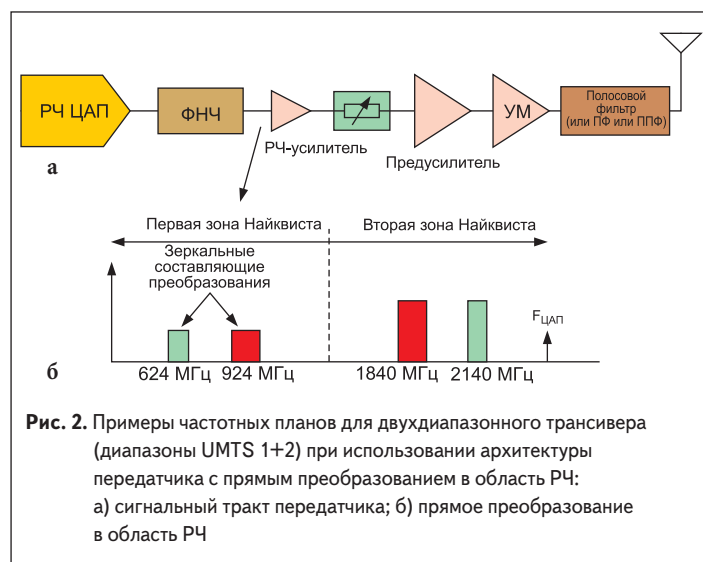 РЧ ЦАП
ФНЧ
РЧ-усилитель
Предусилитель
УМ
Полосовой
фильтр
(или ПФ или ППФ)
а
Первая зона Найквиста
Вторая зона Найквиста
Зеркальные
составляющие
преобразования
FЦАП
б
624 МГц
924 МГц
1840 МГц
2140 МГц
Рис. 2. Примеры частотных планов для двухдиапазонного трансивера
(диапазоны UMTS 1+2) при использовании архитектуры
передатчика с прямым преобразованием в область РЧ:
а) сигнальный тракт передатчика; б) прямое преобразование
в область РЧ